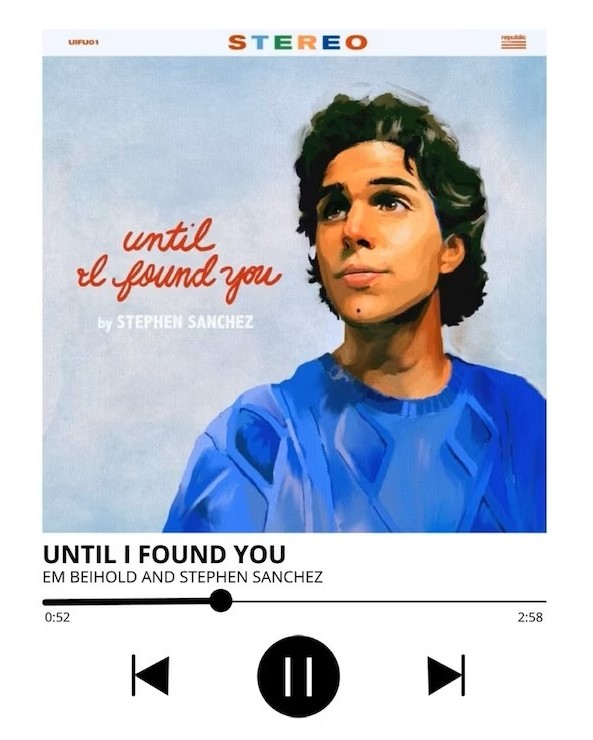 UIFU01 STEREO republic
until
I found you
by STEPHEN SANCHEZ
UNTIL I FOUND YOU
EM BEIHOLD AND STEPHEN SANCHEZ
0:52 2:58